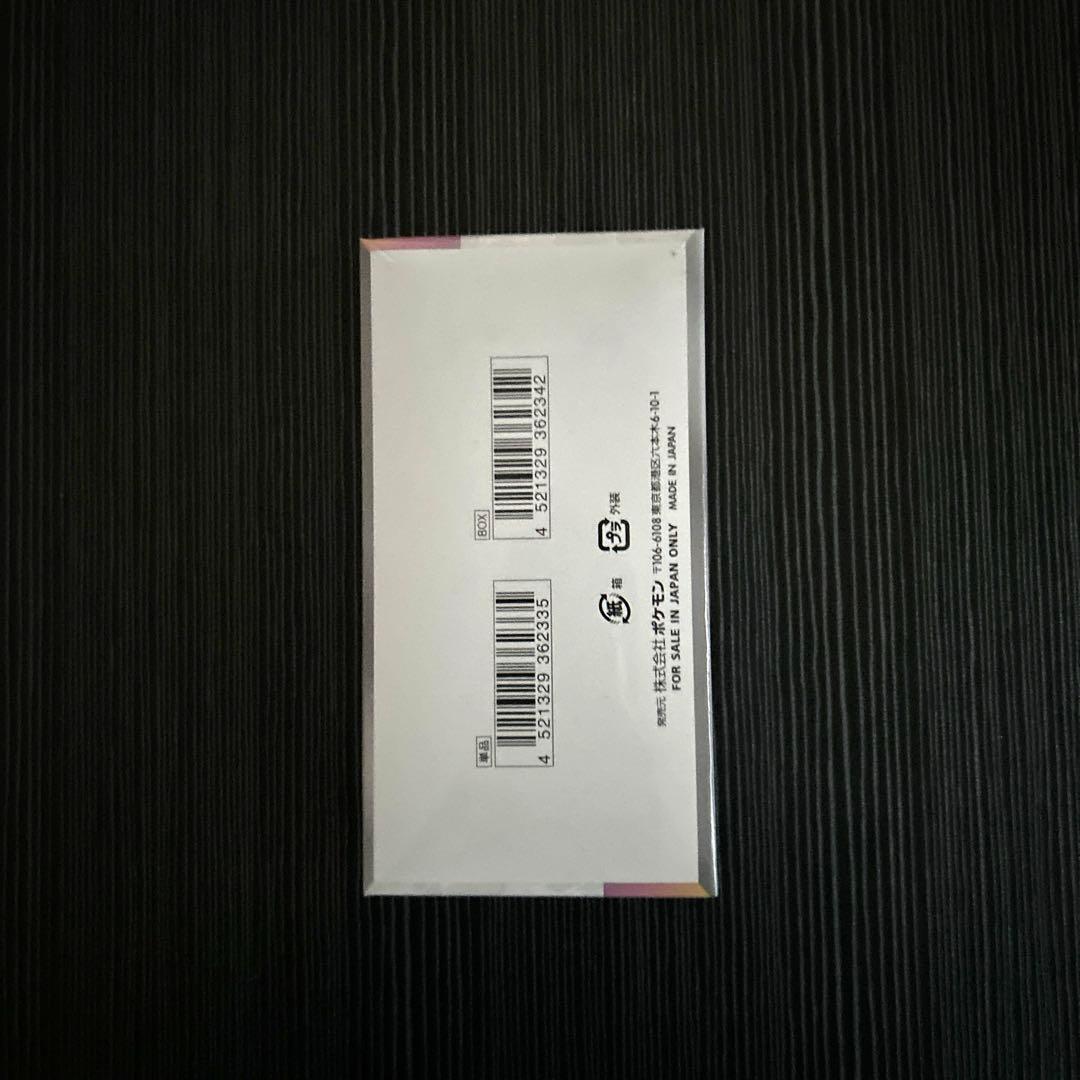 単品
4 521329 362335
BOX
4 521329 362342
紙 箱
プラ 外装
発売元 株式会社ポケモン 〒106-6108 東京都港区六本木6-10-1
FOR SALE IN JAPAN ONLY MADE IN JAPAN